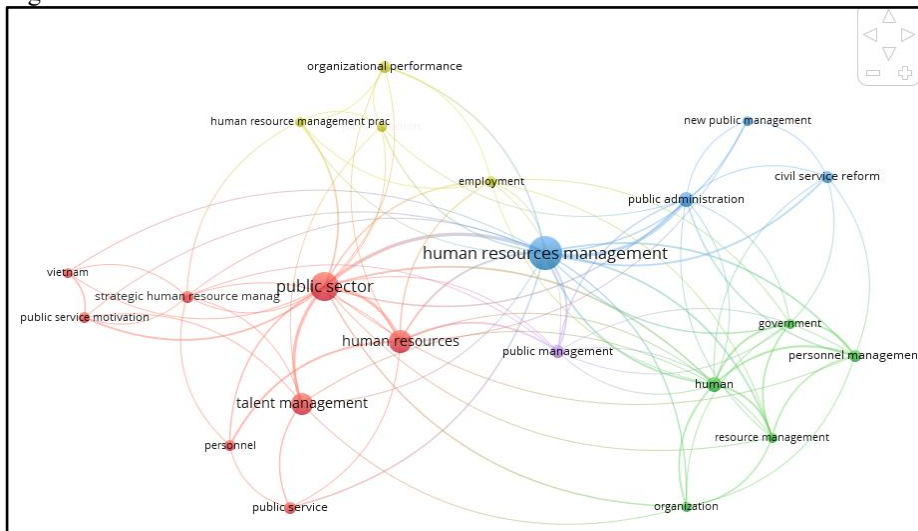 organizational performance
human resource management prac
new public management
employment
civil service reform
public administration
human resources management
vietnam
strategic human resource manag
public sector
public service motivation
government
human resources
public management
personnel management
human
talent management
resource management
personnel
public service
organization